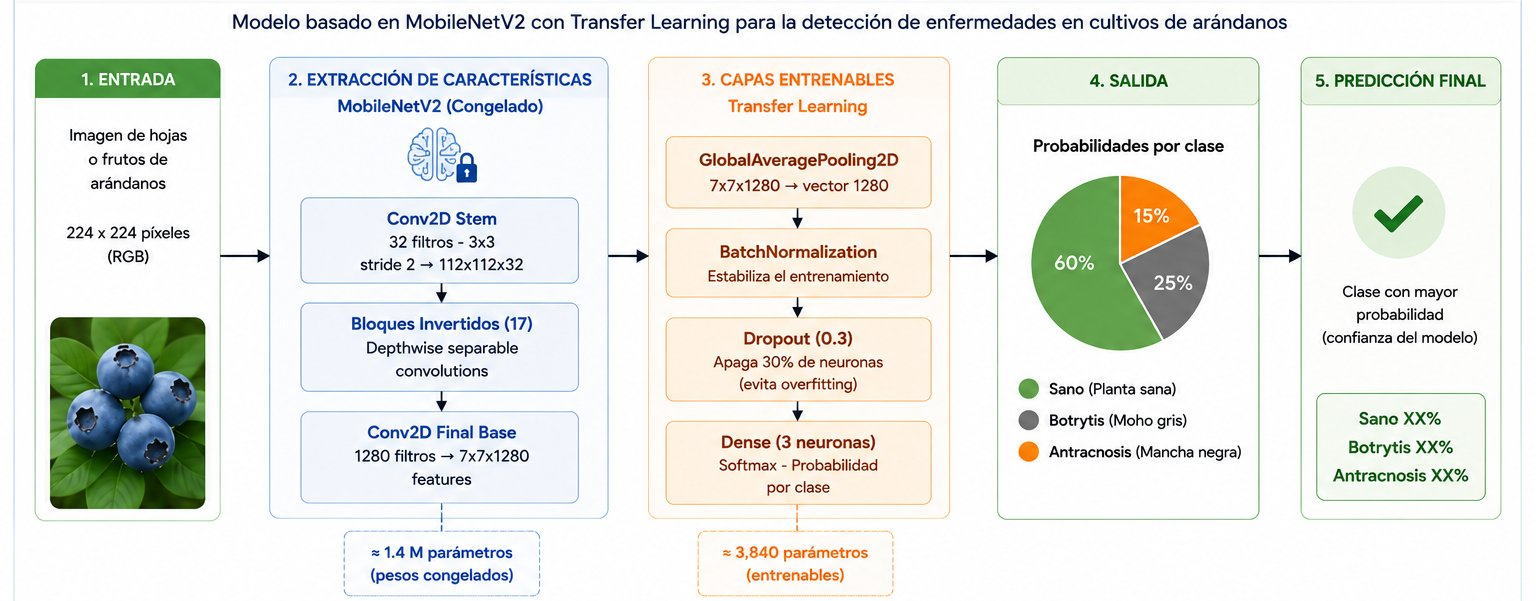 Modelo basado en MobileNetV2 con Transfer Learning para la detección de enfermedades en cultivos de arándanos
1. ENTRADA
Imagen de hojas
o frutos de
arándanos
224 x 224 píxeles
(RGB)
2. EXTRACCIÓN DE CARACTERÍSTICAS
MobileNetV2 (Congelado)
Conv2D Stem
32 filtros - 3x3
stride 2 → 112x112x32
Bloques Invertidos (17)
Depthwise separable
convolutions
Conv2D Final Base
1280 filtros → 7x7x1280
features
≈ 1.4 M parámetros
(pesos congelados)
3. CAPAS ENTRENABLES
Transfer Learning
GlobalAveragePooling2D
7x7x1280 → vector 1280
BatchNormalization
Estabiliza el entrenamiento
Dropout (0.3)
Apaga 30% de neuronas
(evita overfitting)
Dense (3 neuronas)
Softmax - Probabilidad
por clase
≈ 3,840 parámetros
(entrenables)
4. SALIDA
Probabilidades por clase
15%
60%
25%
Sano (Planta sana)
Botrytis (Moho gris)
Antracnosis (Mancha negra)
5. PREDICCIÓN FINAL
Clase con mayor
probabilidad
(confianza del modelo)
Sano XX%
Botrytis XX%
Antracnosis XX%